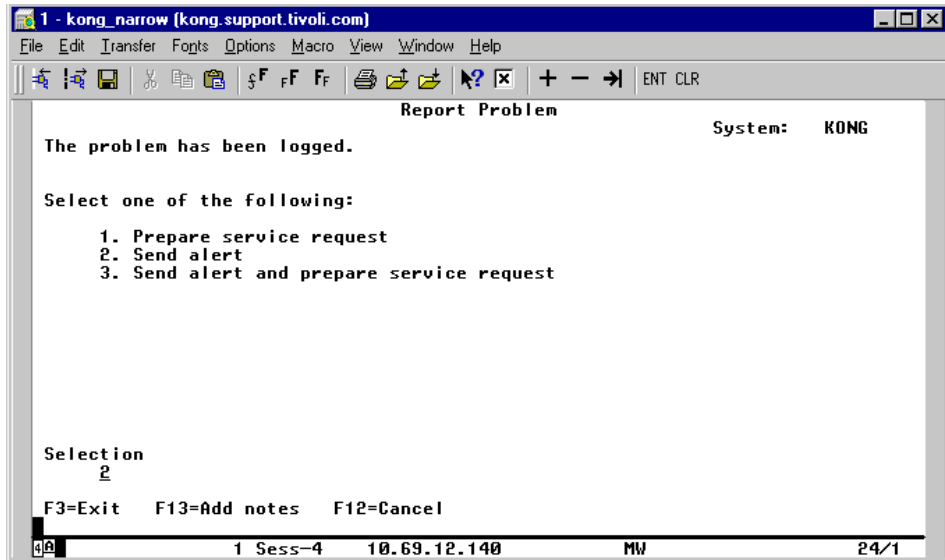 1 - kong_narrow (kong.support.tivoli.com)
File Edit Transfer Fonts Options Macro View Window Help
ENT CLR
Report Problem
System: KONG
The problem has been logged.
Select one of the following:
1. Prepare service request
2. Send alert
3. Send alert and prepare service request
Selection
2
F3=Exit F13=Add notes F12=Cancel
4A 1 Sess-4 10.69.12.140 MW 24/1